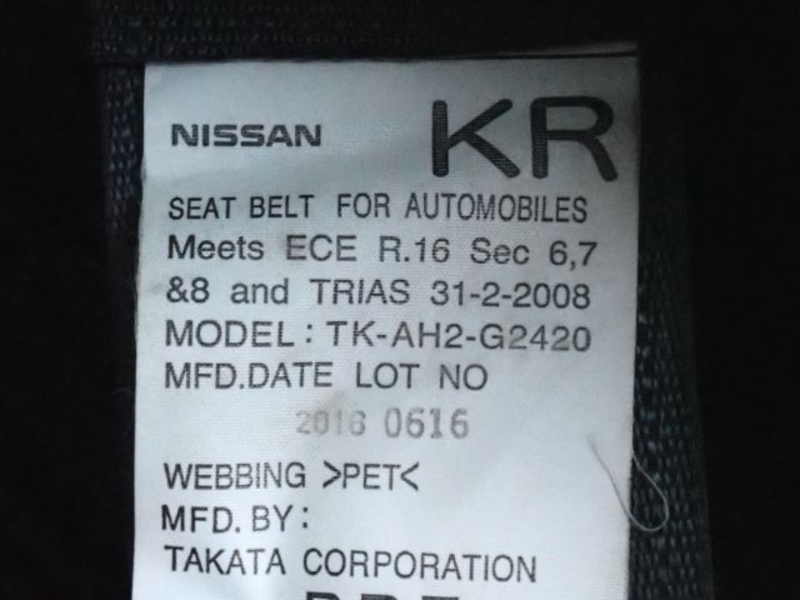 NISSAN KR
SEAT BELT FOR AUTOMOBILES
Meets ECE R.16 Sec 6,7
&8 and TRIAS 31-2-2008
MODEL: TK-AH2-G2420
MFD.DATE LOT NO
2016 0616
WEBBING >PET<
MFD. BY:
TAKATA CORPORATION